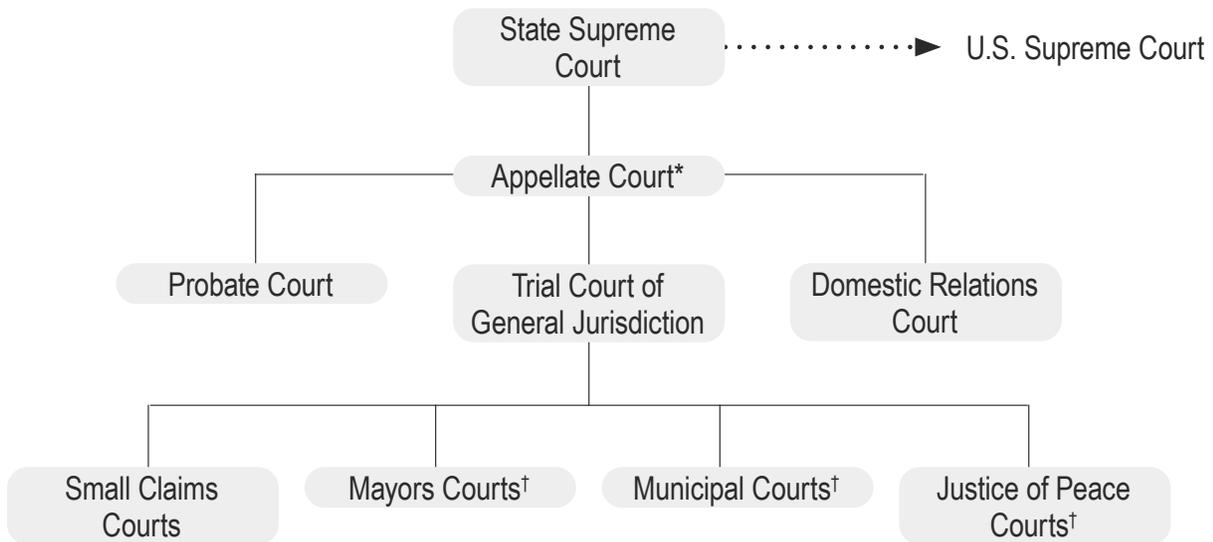 State Supreme
Court
U.S. Supreme Court
Appellate Court*
Probate Court
Trial Court of
General Jurisdiction
Domestic Relations
Court
Small Claims
Courts
Mayors Courts†
Municipal Courts†
Justice of Peace
Courts†